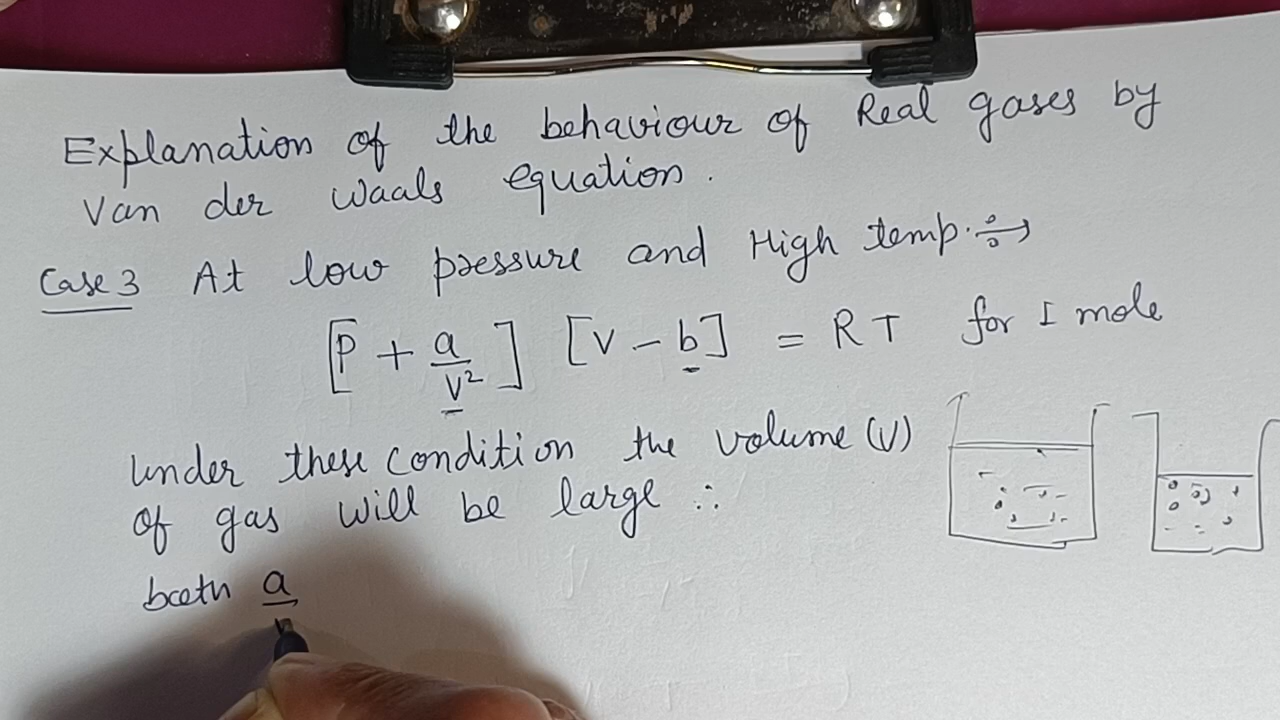 Explanation of the behaviour of Real gases by
Van der Waals equation.
Case 3 At low pressure and High temp. ÷→
[P + a/V²] [V - b] = RT for 1 mole
Under these condition the volume (V)
of gas will be large ∴
both a